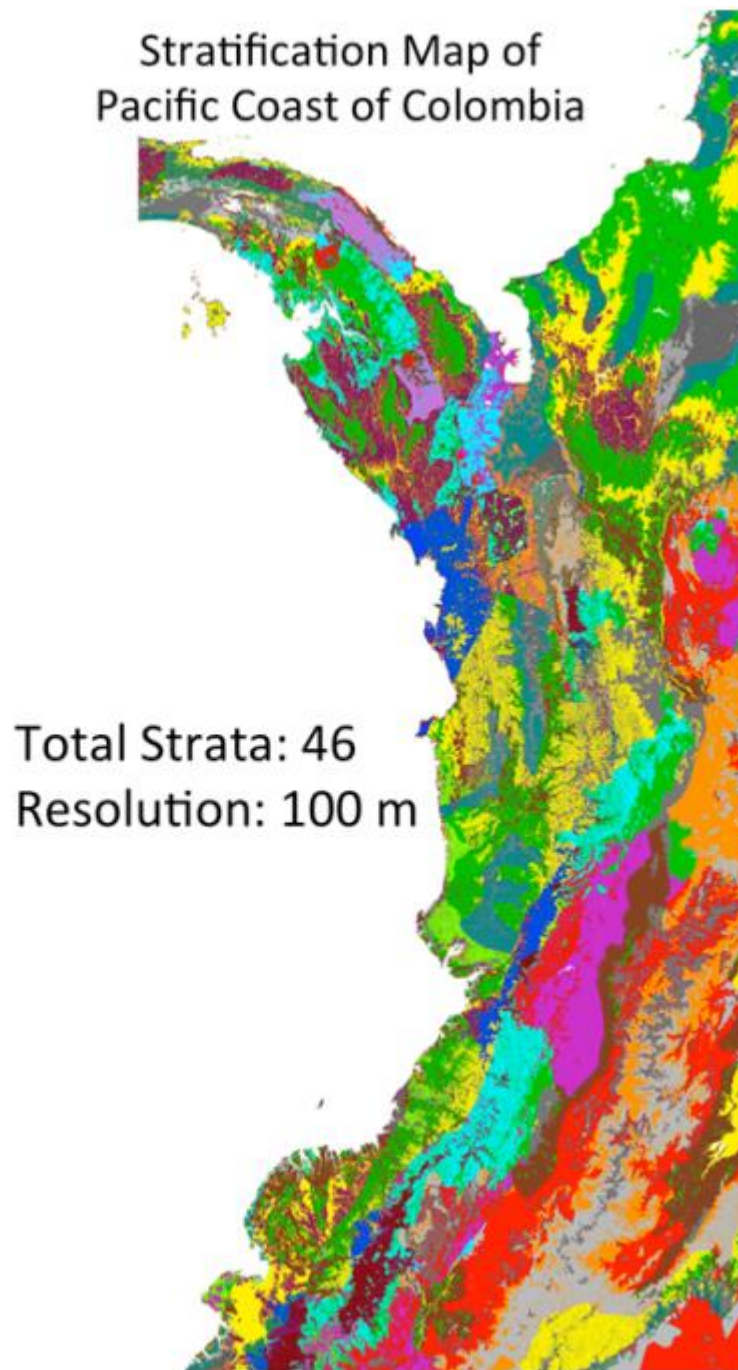 Stratification Map of
Pacific Coast of Colombia
Total Strata: 46
Resolution: 100 m